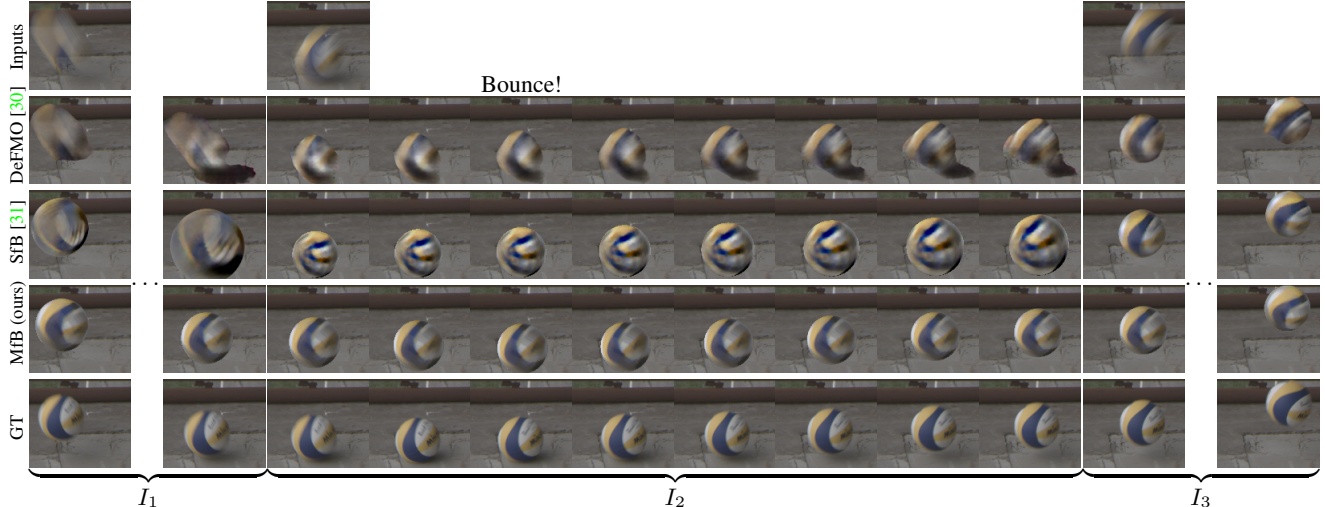 Inputs
Bounce!
DeFMO [30]
SfB [31]
. . .
. . .
MfB (ours)
GT
I1
I2
I3